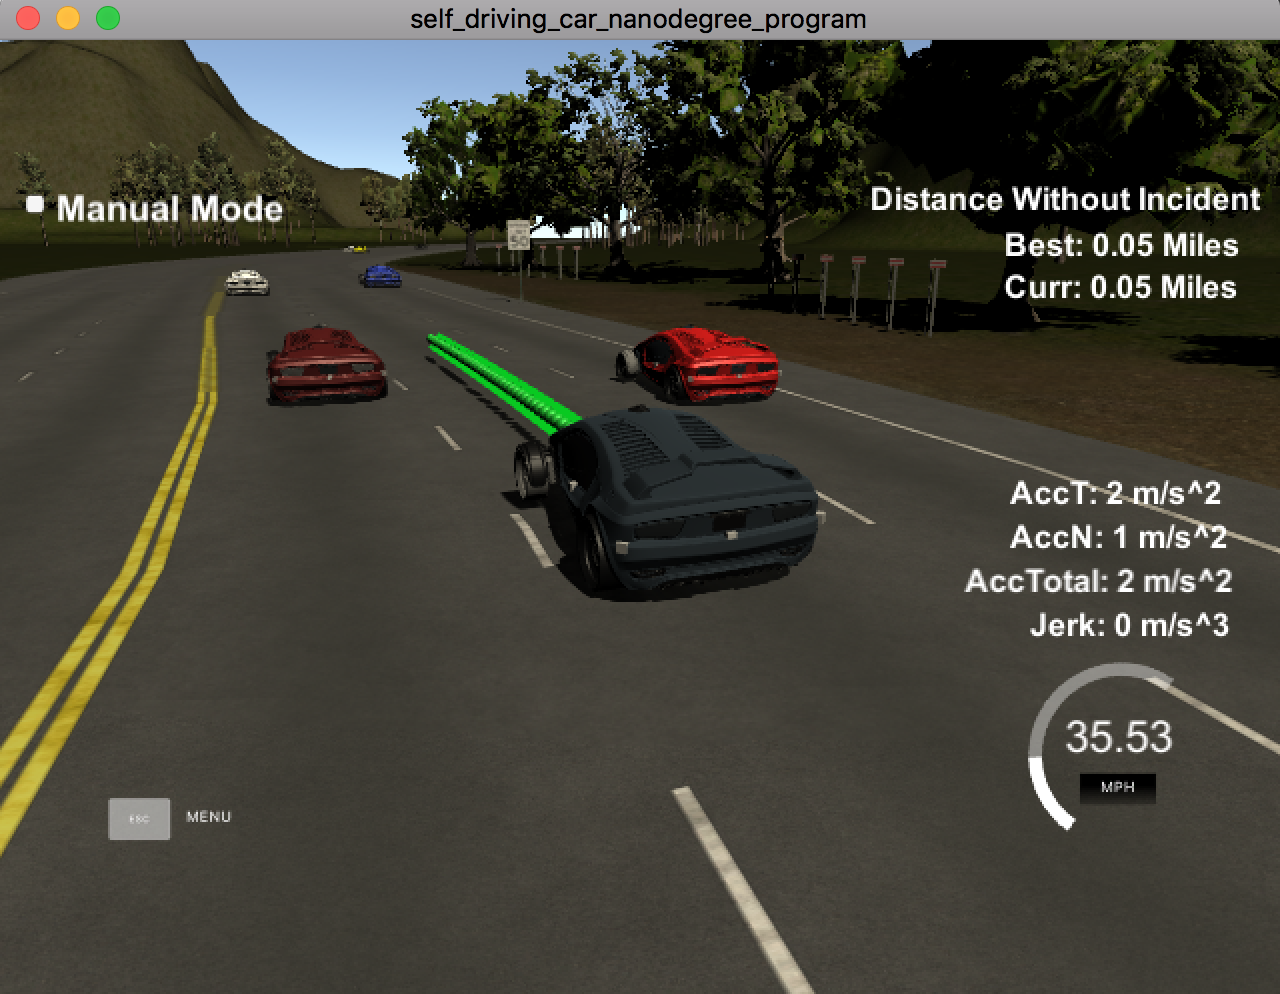 self_driving_car_nanodegree_program
Manual Mode
Distance Without Incident
Best: 0.05 Miles
Curr: 0.05 Miles
AccT: 2 m/s^2
AccN: 1 m/s^2
AccTotal: 2 m/s^2
Jerk: 0 m/s^3
35.53
MPH
ESC
MENU